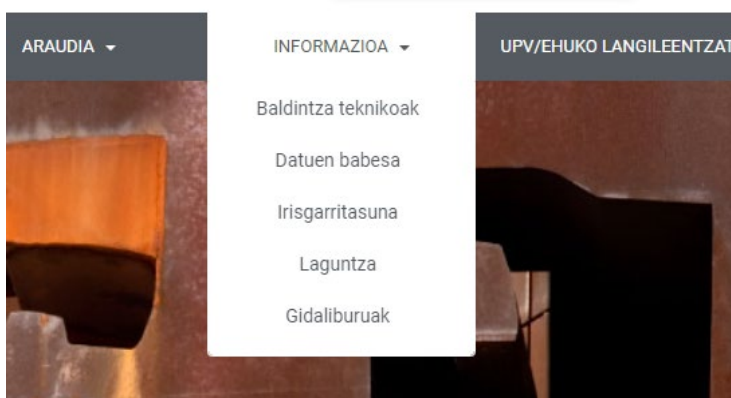 ARAUDIA
INFORMAZIOA
UPV/EHUKO LANGILEENTZAT
Baldintza teknikoak
Datuen babesa
Irisgarritasuna
Laguntza
Gidaliburuak